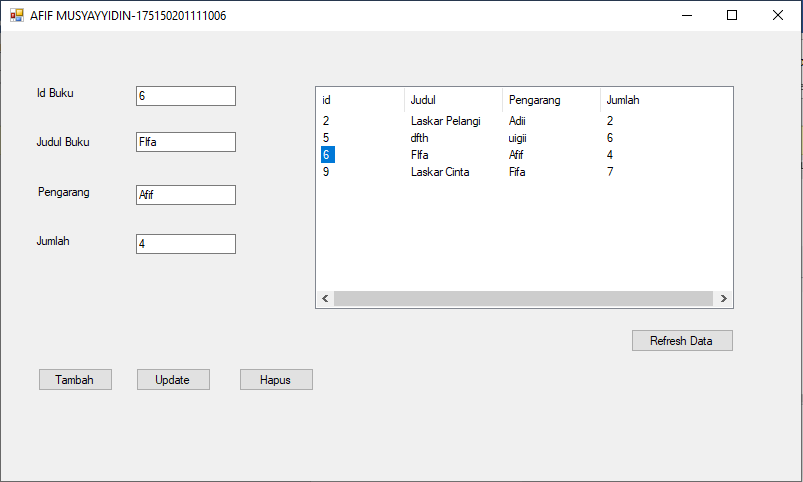 AFIF MUSYAYYIDIN-175150201111006
Id Buku 6
Judul Buku FIfa
Pengarang Afif
Jumlah 4
id Judul Pengarang Jumlah
2 Laskar Pelangi Adii 2
5 dfth uigii 6
6 FIfa Afif 4
9 Laskar Cinta Fifa 7
Refresh Data
Tambah Update Hapus